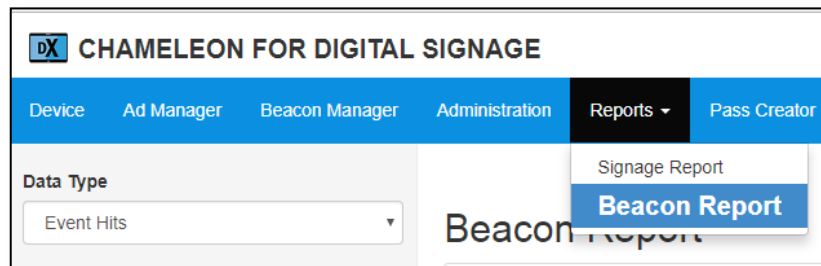 DX CHAMELEON FOR DIGITAL SIGNAGE
Device Ad Manager Beacon Manager Administration Reports Pass Creator
Signage Report
Data Type
Beacon Report
Event Hits
Beacon Report